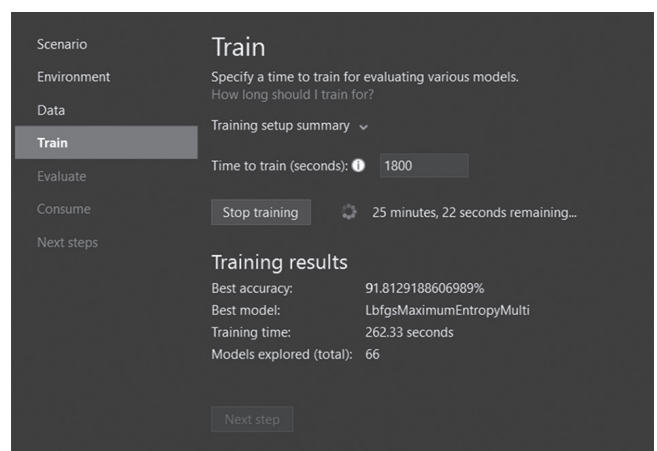 Scenario
Environment
Data
Train
Evaluate
Consume
Next steps
Train
Specify a time to train for evaluating various models.
How long should I train for?
Training setup summary
Time to train (seconds): i 1800
Stop training 25 minutes, 22 seconds remaining...
Training results
Best accuracy: 91.8129188606989%
Best model: LbfgsMaximumEntropyMulti
Training time: 262.33 seconds
Models explored (total): 66
Next step